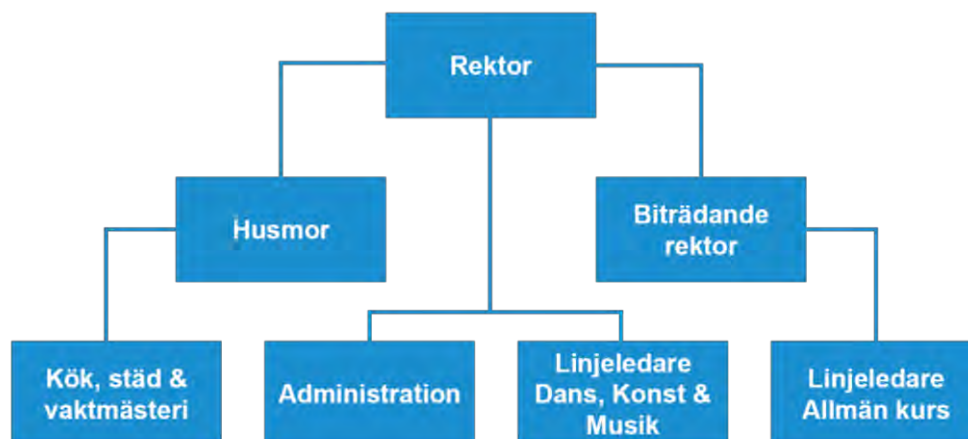 Rektor
Husmor
Biträdande
rektor
Kök, städ &
vaktmästeri
Administration
Linjeledare
Dans, Konst &
Musik
Linjeledare
Allmän kurs